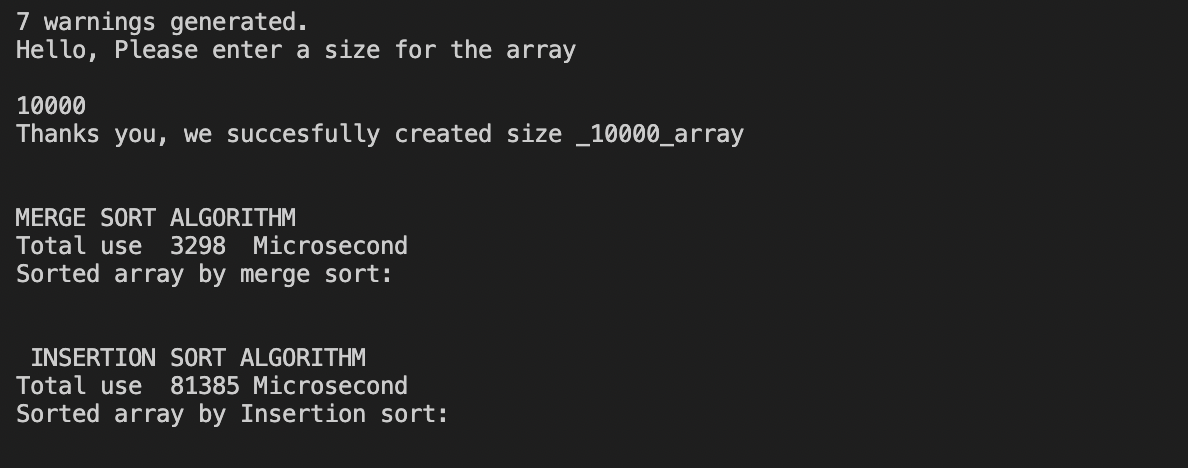 7 warnings generated.
Hello, Please enter a size for the array
10000
Thanks you, we succesfully created size _10000_array
MERGE SORT ALGORITHM
Total use  3298  Microsecond
Sorted array by merge sort:
INSERTION SORT ALGORITHM
Total use  81385 Microsecond
Sorted array by Insertion sort: